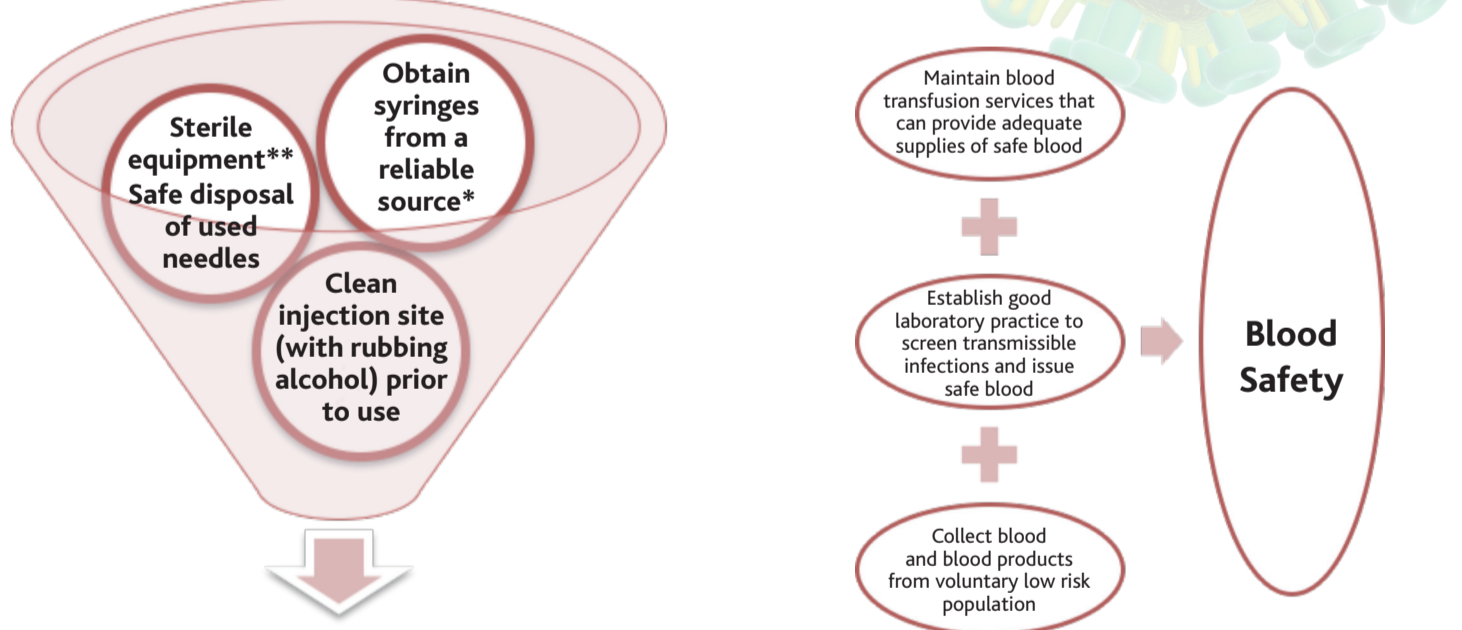 Sterile
equipment**
Safe disposal
of used
needles
Obtain
syringes
from a
reliable
source*
Clean
injection site
(with rubbing
alcohol) prior
to use
Maintain blood
transfusion services that
can provide adequate
supplies of safe blood
Establish good
laboratory practice to
screen transmissible
infections and issue
safe blood
Collect blood
and blood products
from voluntary low risk
population
Blood
Safety